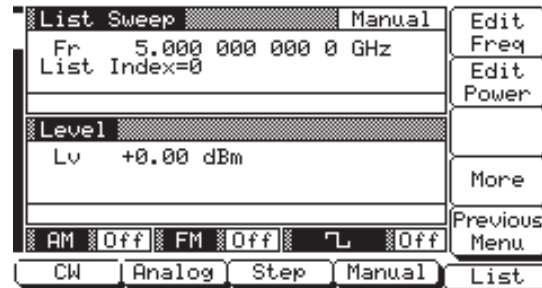 List Sweep Manual
Fr 5.000 000 000 0 GHz
List Index=0
Level
Lv +0.00 dBm
AM Off FM Off Off
Edit Freq
Edit Power
More
Previous Menu
CW Analog Step Manual List